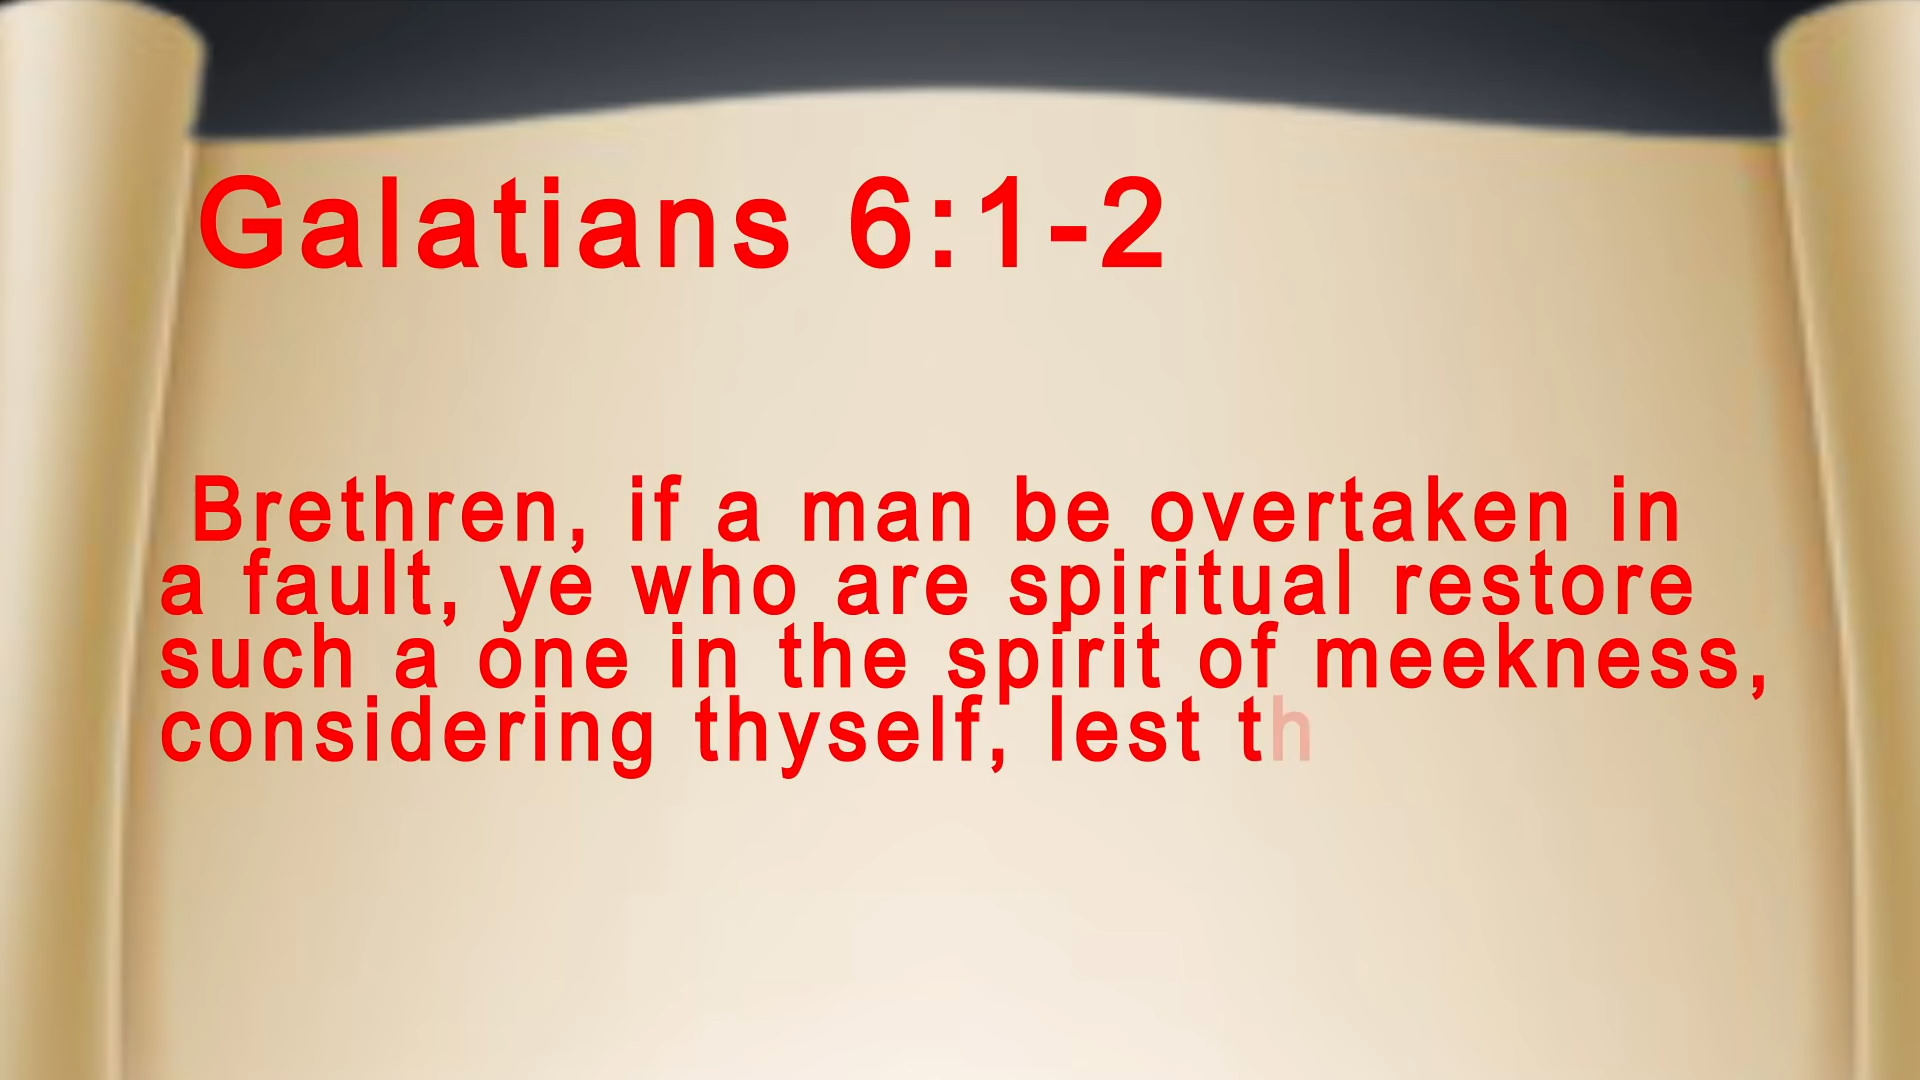 Galatians 6:1-2
Brethren, if a man be overtaken in
a fault, ye who are spiritual restore
such a one in the spirit of meekness,
considering thyself, lest th